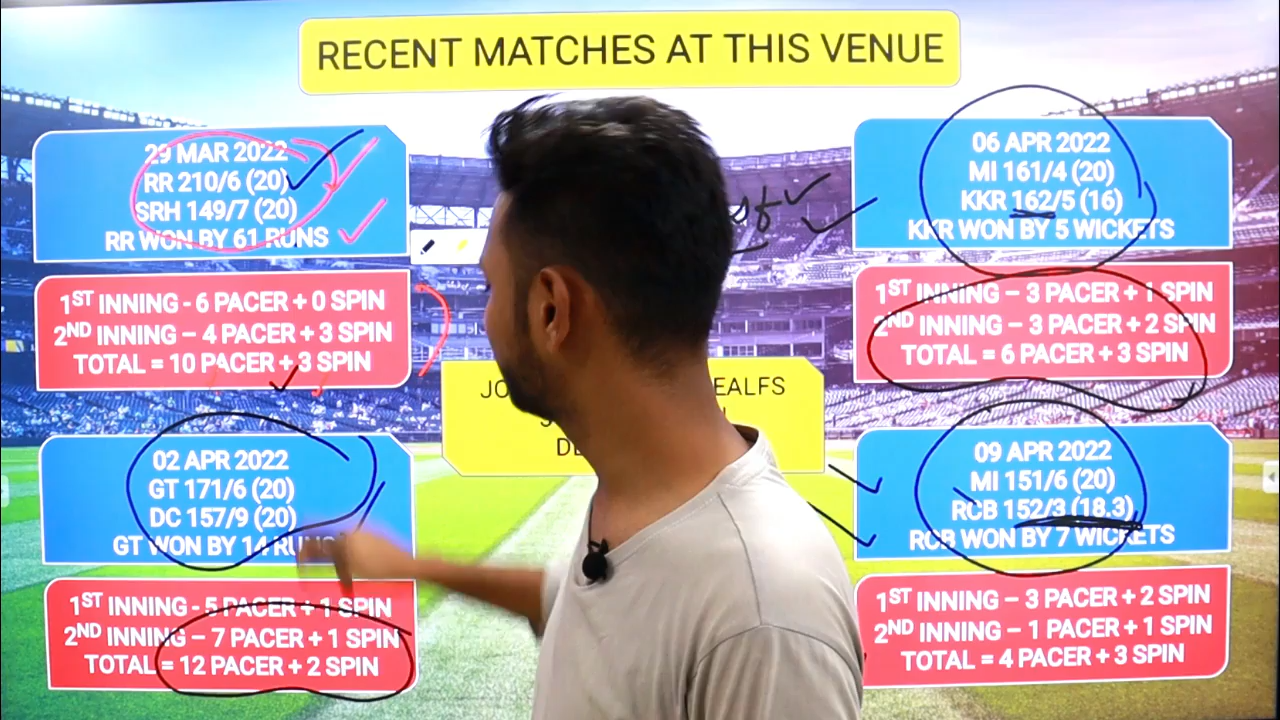 RECENT MATCHES AT THIS VENUE
29 MAR 2022
RR 210/6 (20)
SRH 149/7 (20)
RR WON BY 61 RUNS
1ST INNING - 6 PACER + 0 SPIN
2ND INNING – 4 PACER + 3 SPIN
TOTAL = 10 PACER + 3 SPIN
02 APR 2022
GT 171/6 (20)
DC 157/9 (20)
GT WON BY 14 RUNS
1ST INNING - 5 PACER + 1 SPIN
2ND INNING – 7 PACER + 1 SPIN
TOTAL = 12 PACER + 2 SPIN
06 APR 2022
MI 161/4 (20)
KKR 162/5 (16)
KKR WON BY 5 WICKETS
1ST INNING – 3 PACER + 1 SPIN
2ND INNING – 3 PACER + 2 SPIN
TOTAL = 6 PACER + 3 SPIN
09 APR 2022
MI 151/6 (20)
RCB 152/3 (18.3)
RCB WON BY 7 WICKETS
1ST INNING – 3 PACER + 2 SPIN
2ND INNING – 1 PACER + 1 SPIN
TOTAL = 4 PACER + 3 SPIN